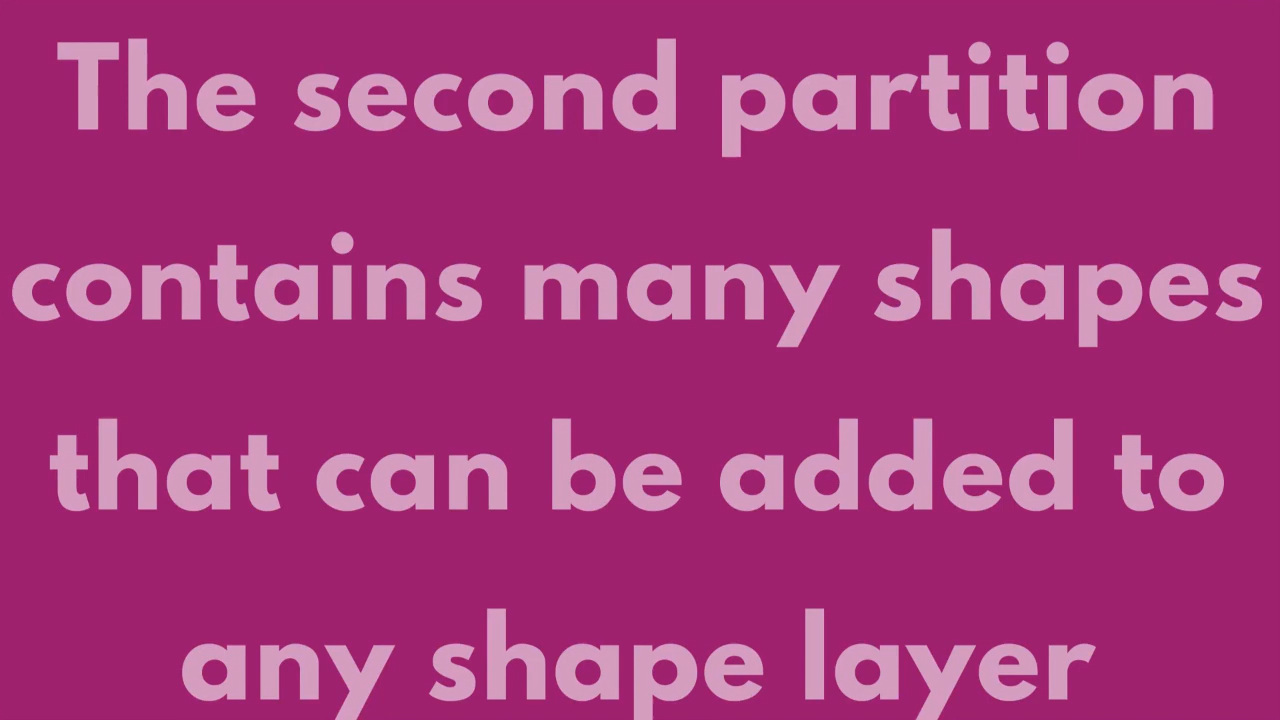 The second partition
contains many shapes
that can be added to
any shape layer